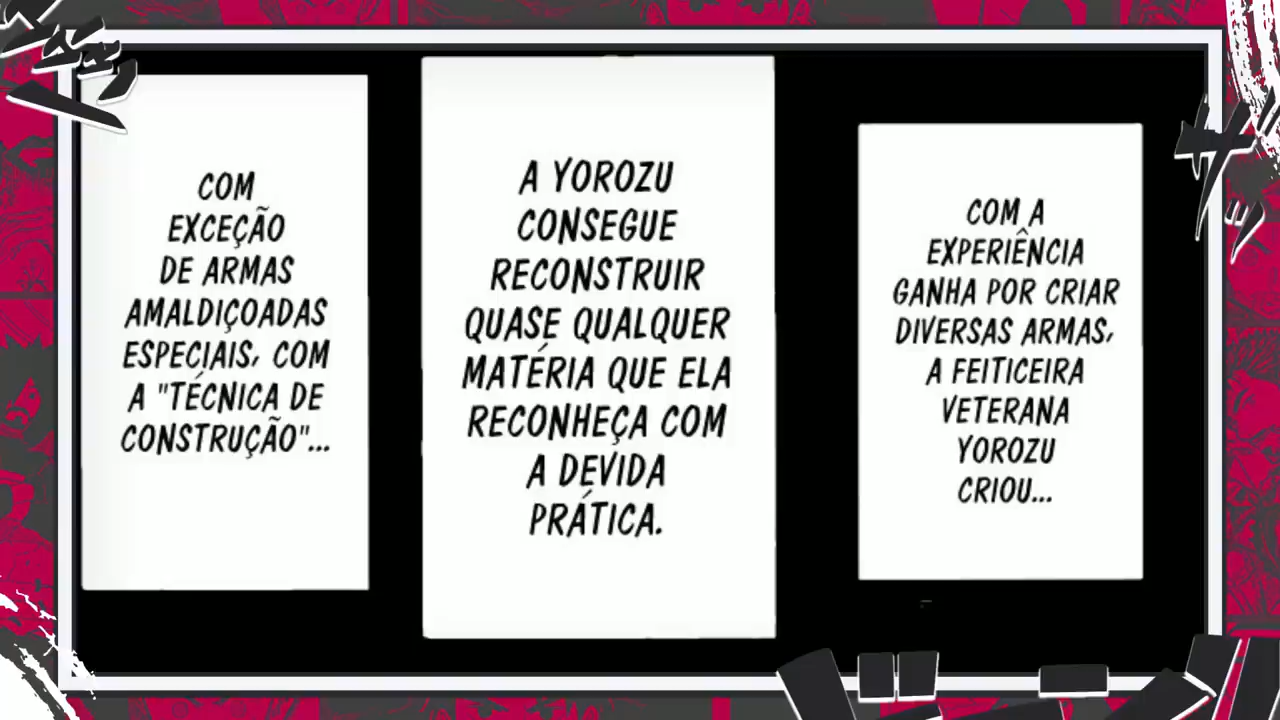 COM
EXCEÇÃO
DE ARMAS
AMALDIÇOADAS
ESPECIAIS, COM
A "TÉCNICA DE
CONSTRUÇÃO"...
A YOROZU
CONSEGUE
RECONSTRUIR
QUASE QUALQUER
MATÉRIA QUE ELA
RECONHEÇA COM
A DEVIDA
PRÁTICA.
COM A
EXPERIÊNCIA
GANHA POR CRIAR
DIVERSAS ARMAS,
A FEITICEIRA
VETERANA
YOROZU
CRIOU...